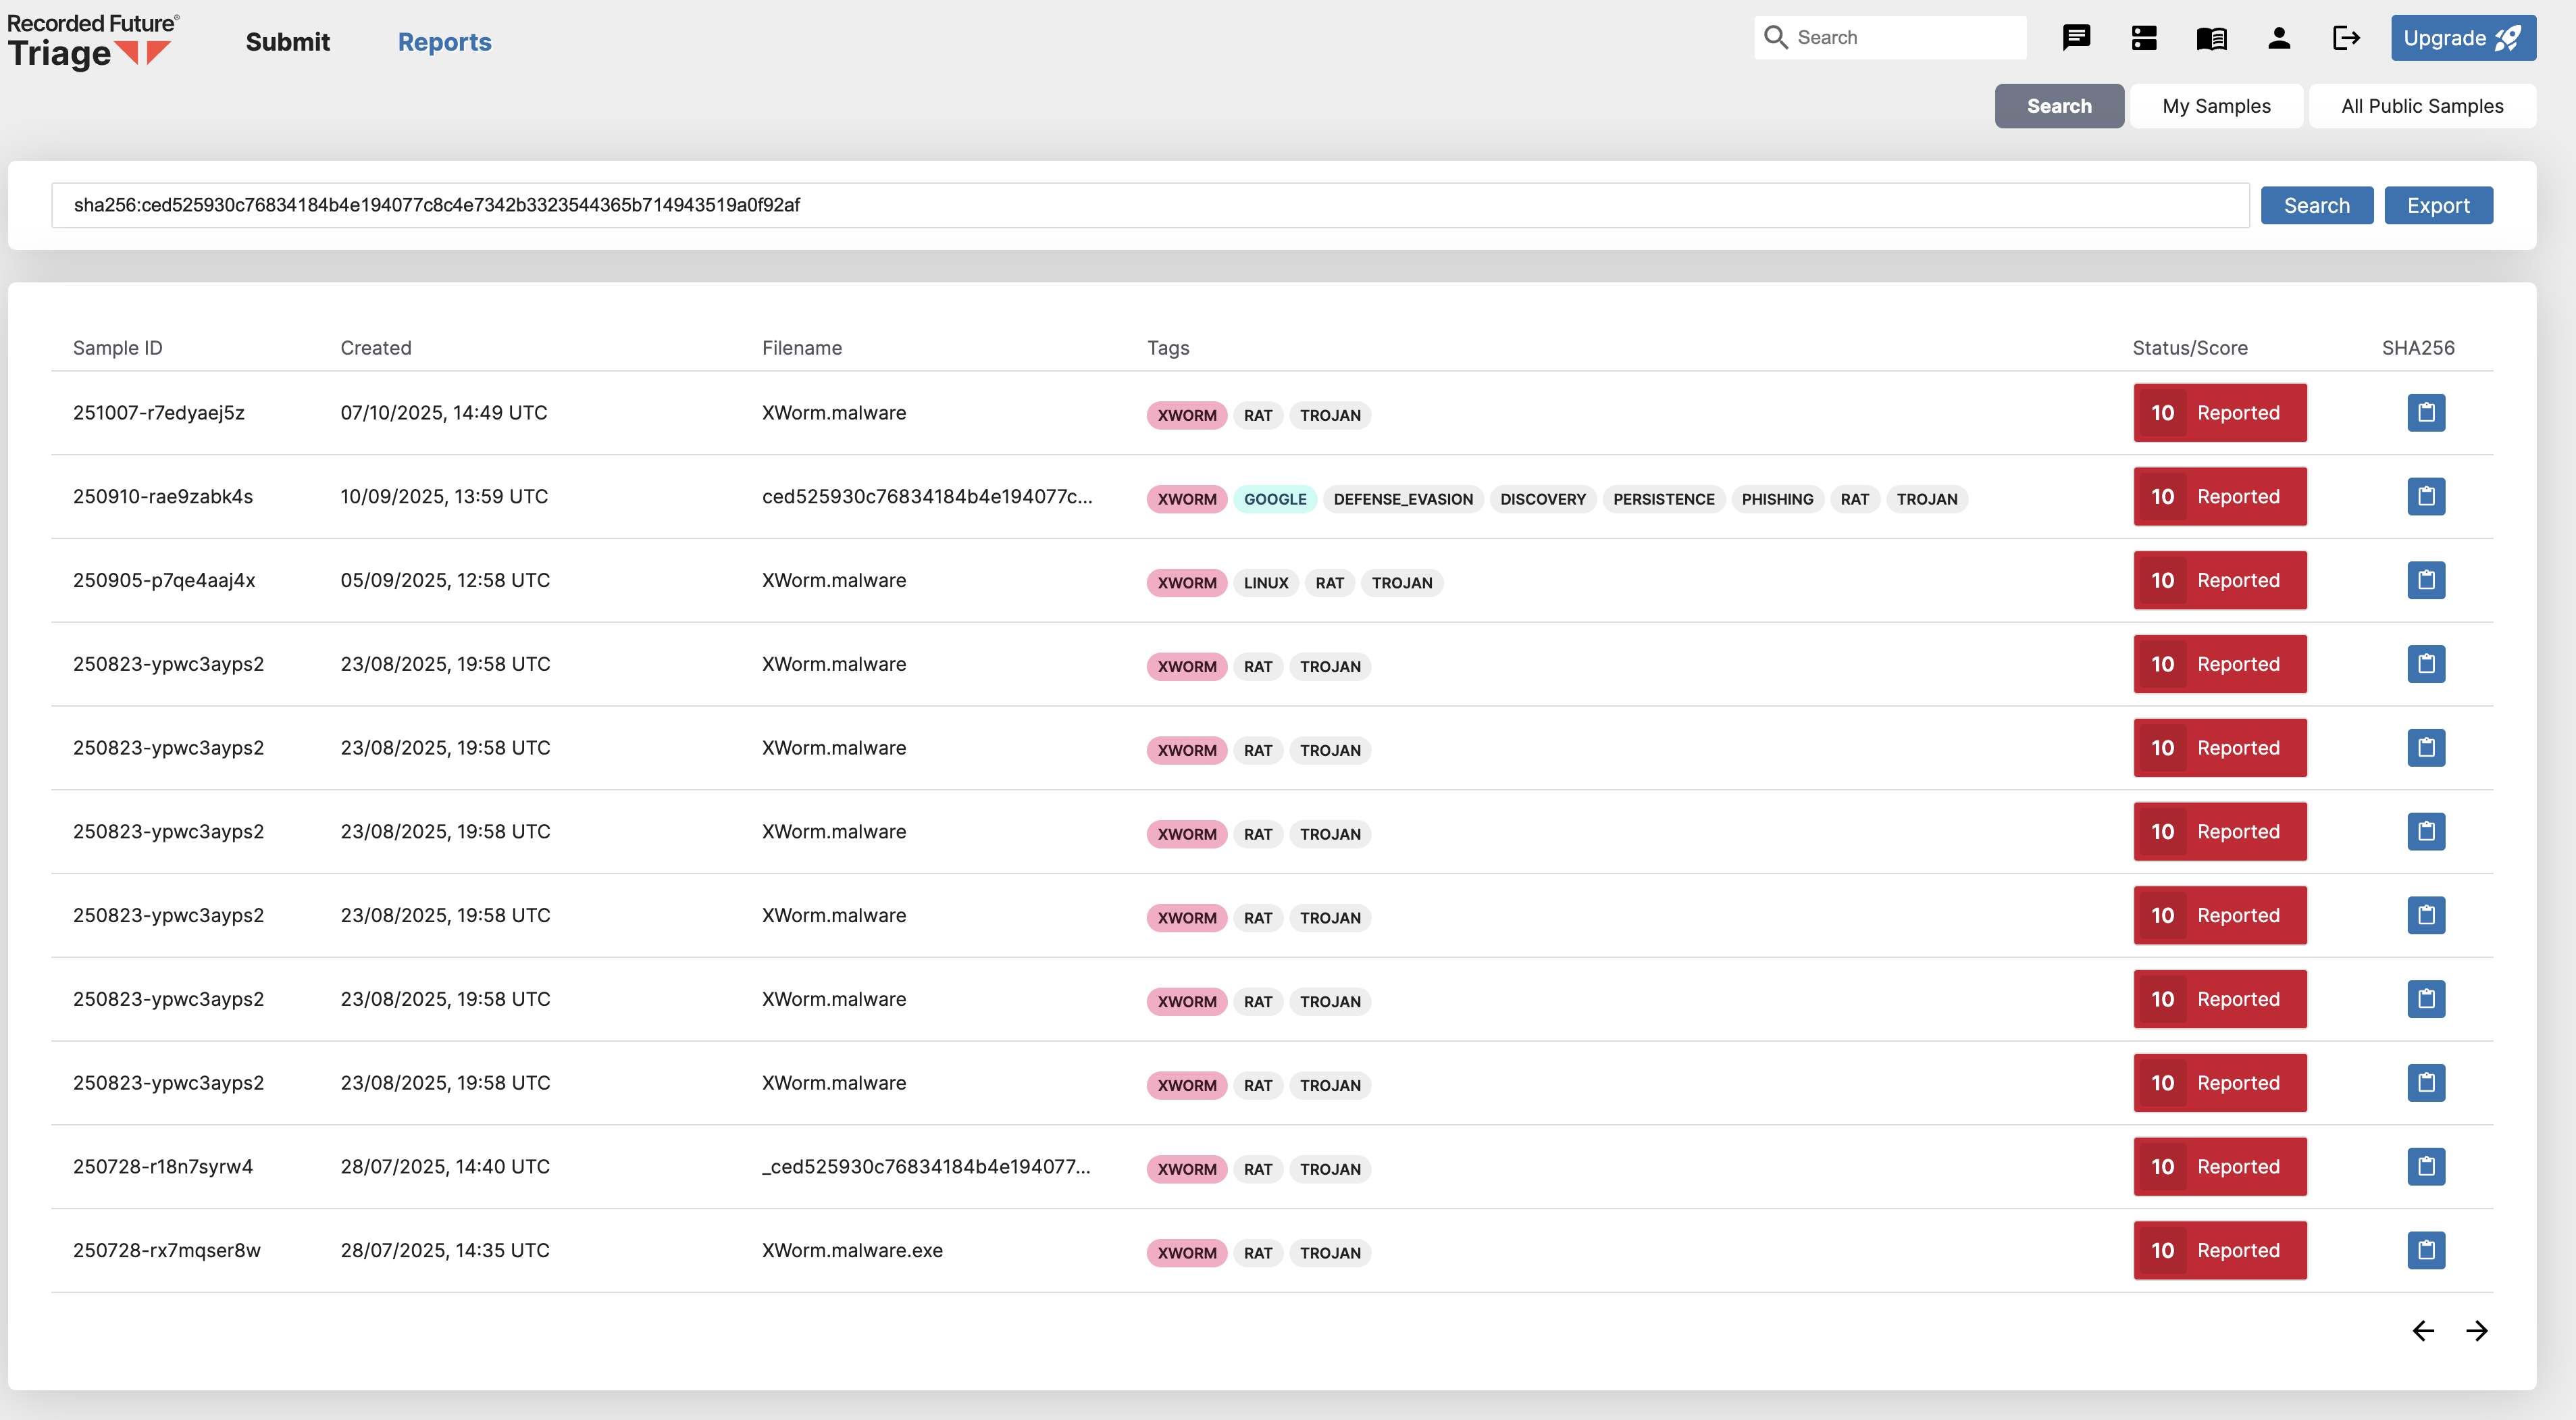 Recorded Future®
Triage
Submit Reports Search Upgrade
Search My Samples All Public Samples
sha256:ced525930c76834184b4e194077c8c4e7342b3323544365b714943519a0f92af Search Export
Sample ID Created Filename Tags Status/Score SHA256
251007-r7edyaej5z 07/10/2025, 14:49 UTC XWorm.malware XWORM RAT TROJAN 10 Reported
250910-rae9zabk4s 10/09/2025, 13:59 UTC ced525930c76834184b4e194077c... XWORM GOOGLE DEFENSE_EVASION DISCOVERY PERSISTENCE PHISHING RAT TROJAN 10 Reported
250905-p7qe4aaj4x 05/09/2025, 12:58 UTC XWorm.malware XWORM LINUX RAT TROJAN 10 Reported
250823-ypwc3ayps2 23/08/2025, 19:58 UTC XWorm.malware XWORM RAT TROJAN 10 Reported
250823-ypwc3ayps2 23/08/2025, 19:58 UTC XWorm.malware XWORM RAT TROJAN 10 Reported
250823-ypwc3ayps2 23/08/2025, 19:58 UTC XWorm.malware XWORM RAT TROJAN 10 Reported
250823-ypwc3ayps2 23/08/2025, 19:58 UTC XWorm.malware XWORM RAT TROJAN 10 Reported
250823-ypwc3ayps2 23/08/2025, 19:58 UTC XWorm.malware XWORM RAT TROJAN 10 Reported
250823-ypwc3ayps2 23/08/2025, 19:58 UTC XWorm.malware XWORM RAT TROJAN 10 Reported
250728-r18n7syrw4 28/07/2025, 14:40 UTC _ced525930c76834184b4e194077... XWORM RAT TROJAN 10 Reported
250728-rx7mqser8w 28/07/2025, 14:35 UTC XWorm.malware.exe XWORM RAT TROJAN 10 Reported